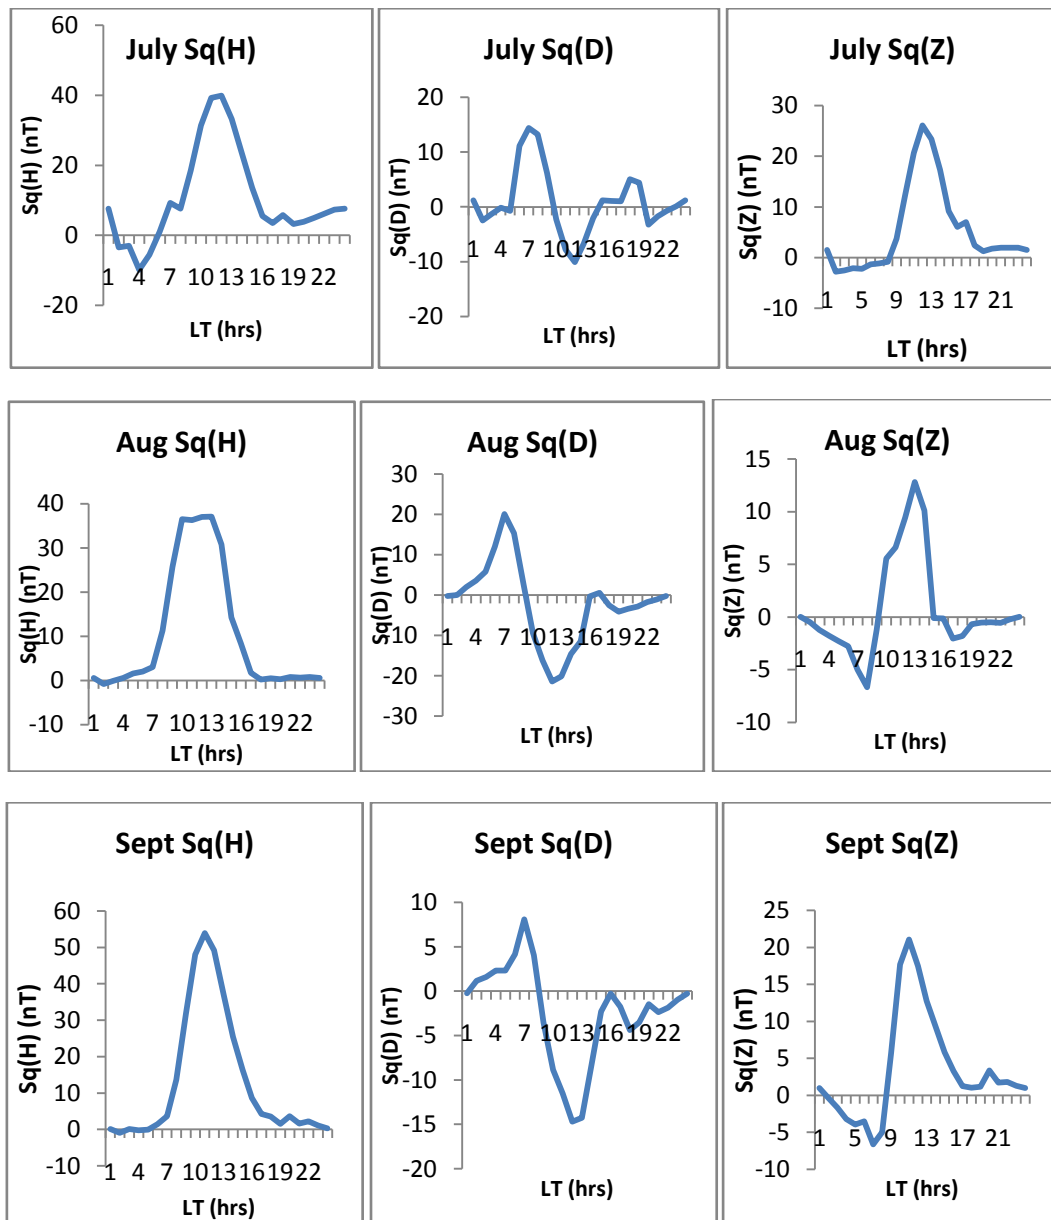 July Sq(H)
Sq(H) (nT)
60
40
20
0
-20
1 4 7 10 13 16 19 22
LT (hrs)
July Sq(D)
Sq(D) (nT)
20
10
0
-10
-20
1 4 7 10 13 16 19 22
LT (hrs)
July Sq(Z)
Sq(Z) (nT)
30
20
10
0
-10
1 5 9 13 17 21
LT (hrs)
Aug Sq(H)
Sq(H) (nT)
40
30
20
10
0
-10
1 4 7 10 13 16 19 22
LT (hrs)
Aug Sq(D)
Sq(D) (nT)
30
20
10
0
-10
-20
-30
1 4 7 10 13 16 19 22
LT (hrs)
Aug Sq(Z)
Sq(Z) (nT)
15
10
5
0
-5
-10
1 4 7 10 13 16 19 22
LT (hrs)
Sept Sq(H)
Sq(H) (nT)
60
50
40
30
20
10
0
-10
1 4 7 10 13 16 19 22
LT (hrs)
Sept Sq(D)
Sq(D) (nT)
10
5
0
-5
-10
-15
-20
1 4 7 10 13 16 19 22
LT (hrs)
Sept Sq(Z)
Sq(Z) (nT)
25
20
15
10
5
0
-5
-10
1 5 9 13 17 21
LT (hrs)